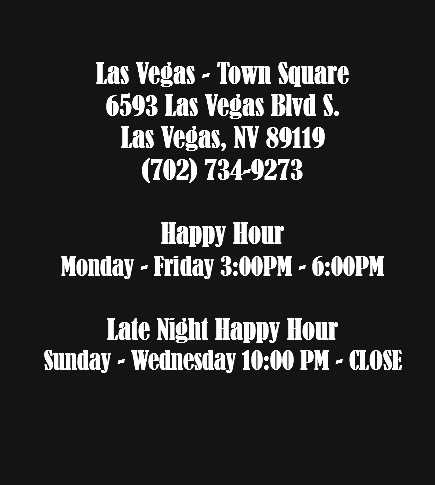 Las Vegas - Town Square
6593 Las Vegas Blvd S.
Las Vegas, NV 89119
(702) 734-9273
Happy Hour
Monday - Friday 3:00PM - 6:00PM
Late Night Happy Hour
Sunday - Wednesday 10:00 PM - CLOSE